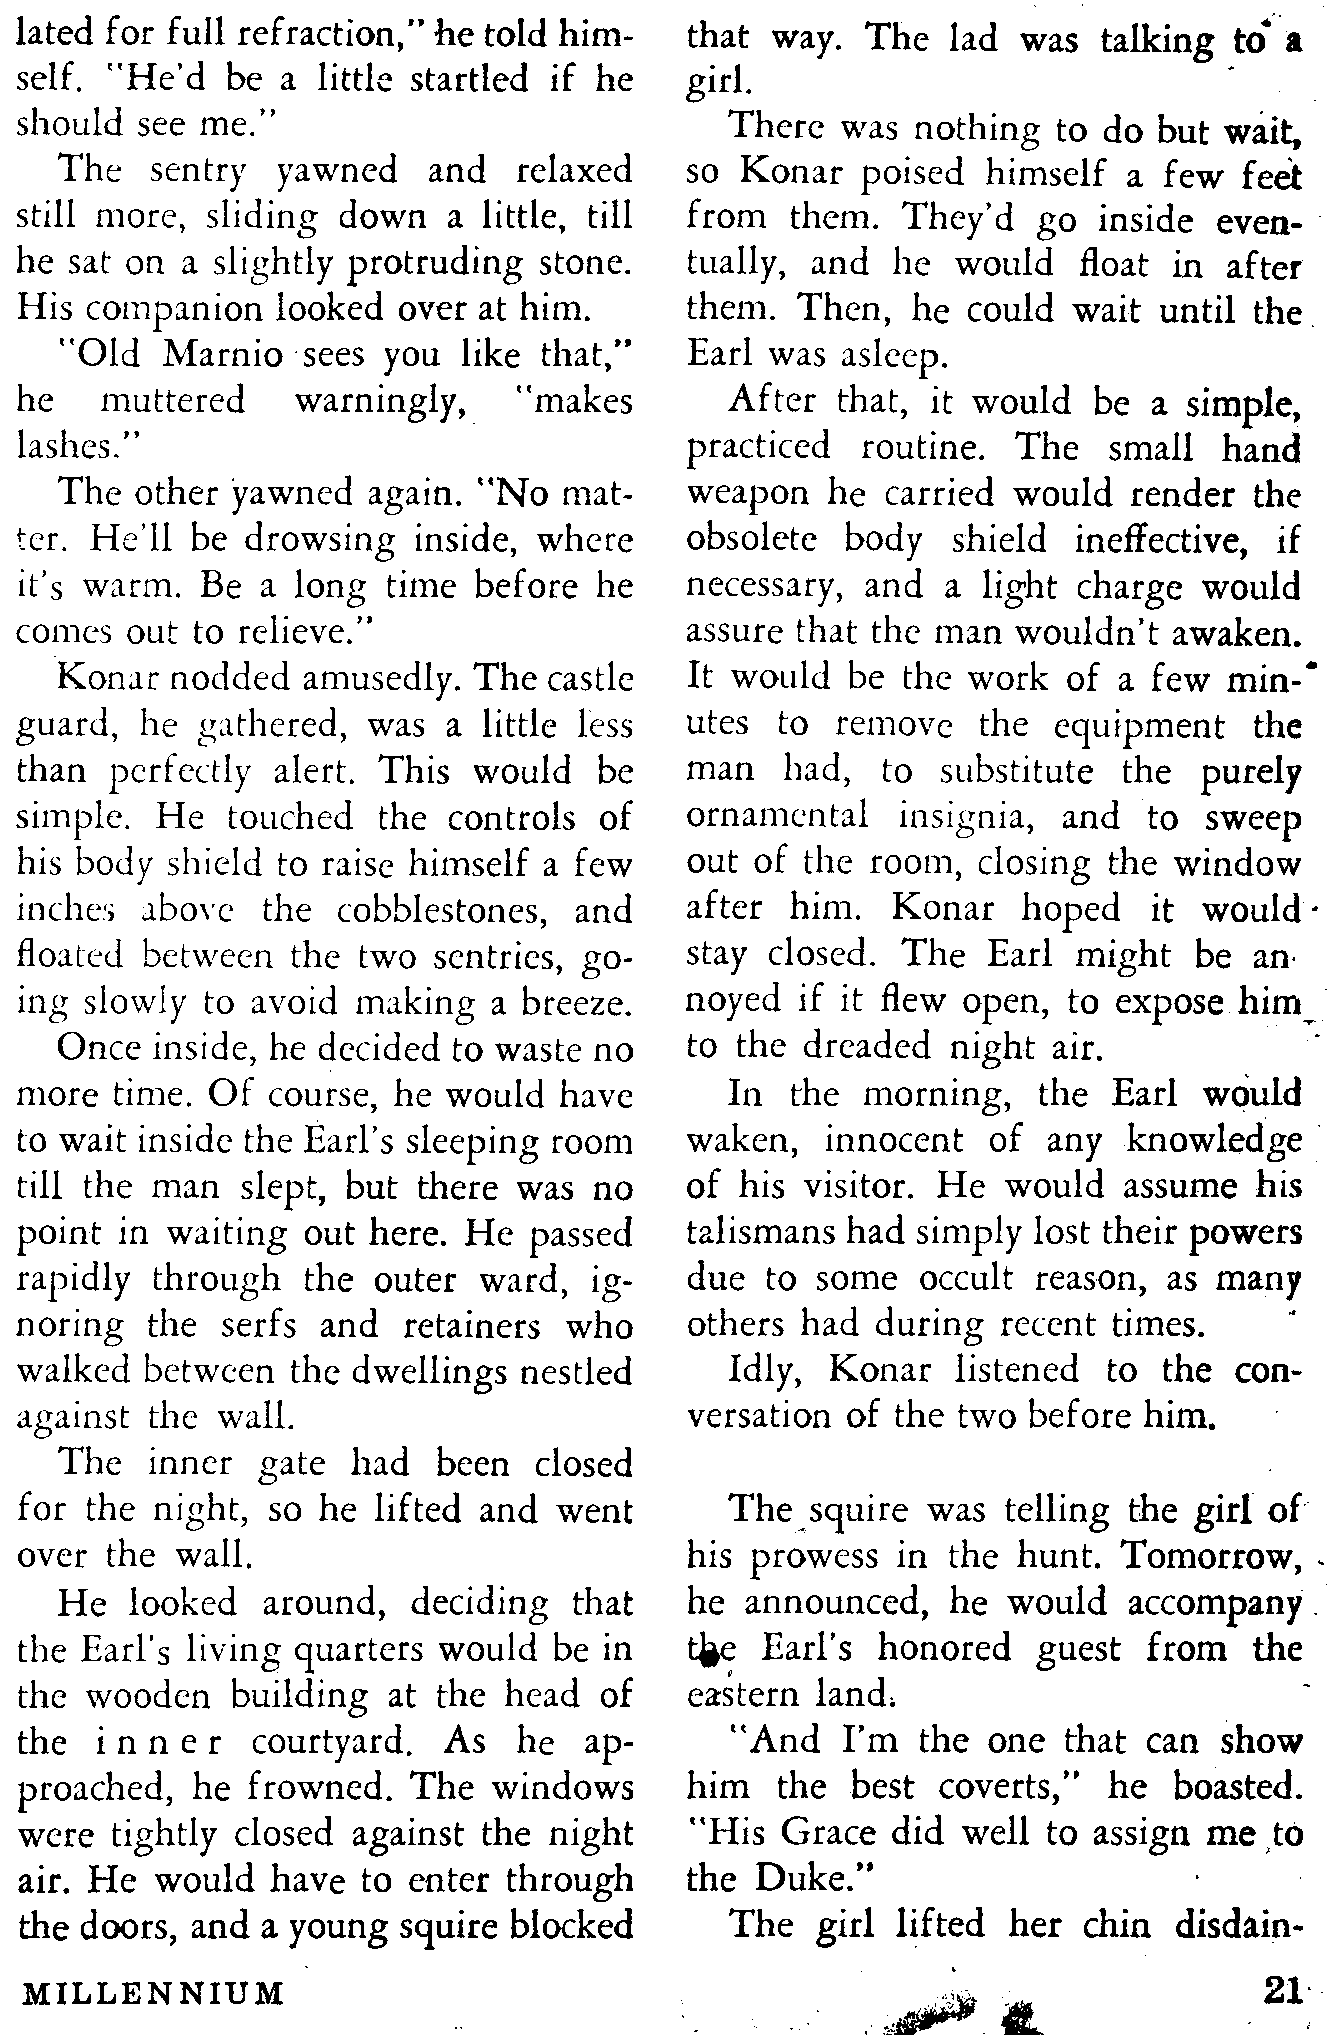 lated for full refraction," he told him-
self. "He'd be a little startled if he
should see me."
The sentry yawned and relaxed
still more, sliding down a little, till
he sat on a slightly protruding stone.
His companion looked over at him.
"Old Marnio sees you like that,"
he muttered warningly, "makes
lashes."
The other yawned again. "No mat-
ter. He'll be drowsing inside, where
it's warm. Be a long time before he
comes out to relieve."
Konar nodded amusedly. The castle
guard, he gathered, was a little less
than perfectly alert. This would be
simple. He touched the controls of
his body shield to raise himself a few
inches above the cobblestones, and
floated between the two sentries, go-
ing slowly to avoid making a breeze.
Once inside, he decided to waste no
more time. Of course, he would have
to wait inside the Earl's sleeping room
till the man slept, but there was no
point in waiting out here. He passed
rapidly through the outer ward, ig-
noring the serfs and retainers who
walked between the dwellings nestled
against the wall.
The inner gate had been closed
for the night, so he lifted and went
over the wall.
He looked around, deciding that
the Earl's living quarters would be in
the wooden building at the head of
the inner courtyard. As he ap-
proached, he frowned. The windows
were tightly closed against the night
air. He would have to enter through
the doors, and a young squire blocked
that way. The lad was talking to a
girl.
There was nothing to do but wait,
so Konar poised himself a few feet
from them. They'd go inside even-
tually, and he would float in after
them. Then, he could wait until the
Earl was asleep.
After that, it would be a simple,
practiced routine. The small hand
weapon he carried would render the
obsolete body shield ineffective, if
necessary, and a light charge would
assure that the man wouldn't awaken.
It would be the work of a few min-
utes to remove the equipment the
man had, to substitute the purely
ornamental insignia, and to sweep
out of the room, closing the window
after him. Konar hoped it would
stay closed. The Earl might be an-
noyed if it flew open, to expose him
to the dreaded night air.
In the morning, the Earl would
waken, innocent of any knowledge
of his visitor. He would assume his
talismans had simply lost their powers
due to some occult reason, as many
others had during recent times.
Idly, Konar listened to the con-
versation of the two before him.
The squire was telling the girl of
his prowess in the hunt. Tomorrow,
he announced, he would accompany
the Earl's honored guest from the
eastern land.
"And I'm the one that can show
him the best coverts," he boasted.
"His Grace did well to assign me to
the Duke."
The girl lifted her chin disdain-
MILLENNIUM
21